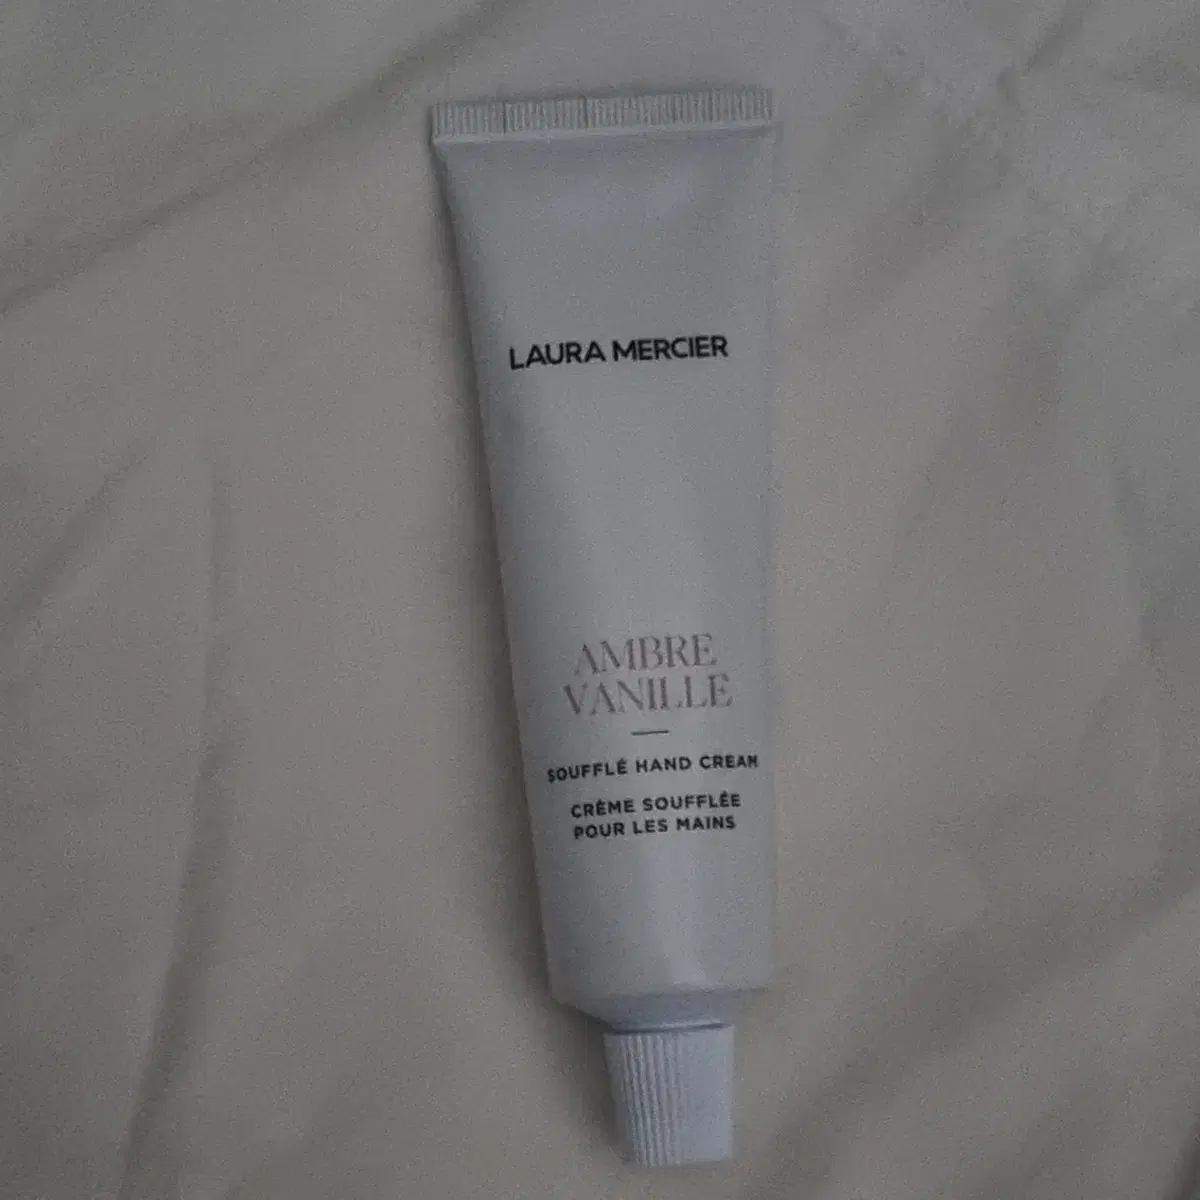 LAURA MERCIER
AMBRE
VANILLE
SOUFFLÉ HAND CREAM
CRÈME SOUFFLÉE
POUR LES MAINS